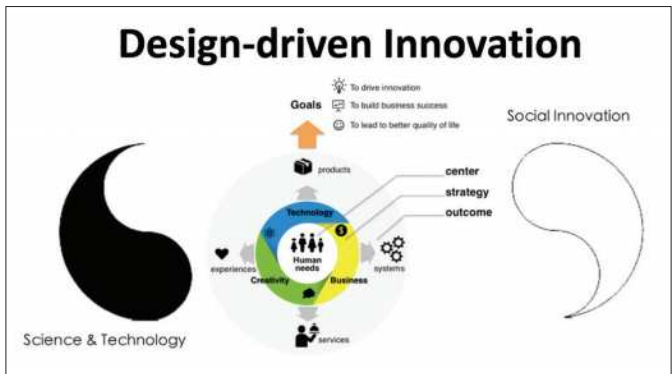 Design-driven Innovation
To drive innovation
Goals
To build business success
To lead to better quality of life
Social Innovation
products
center
strategy
outcome
Technology
$
Human
needs
experiences
systems
Creativity
Business
services
Science & Technology